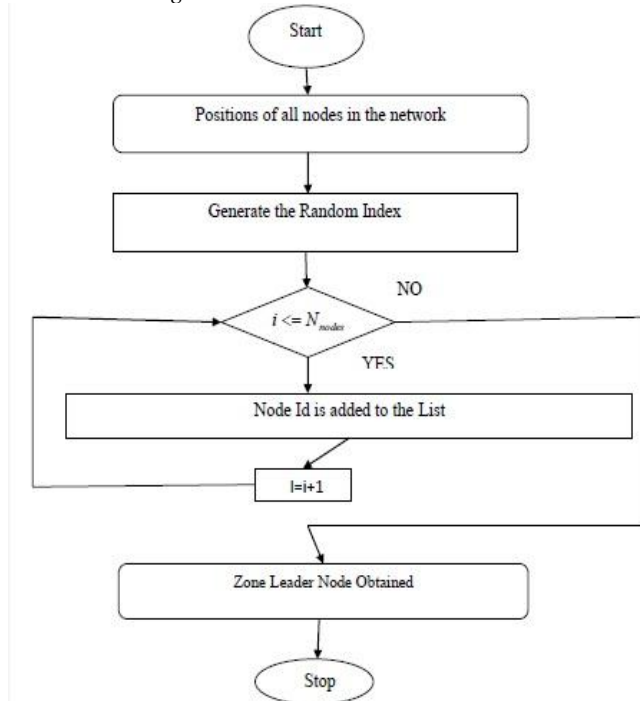 Start
Positions of all nodes in the network
Generate the Random Index
NO
i <= N_nodes
YES
Node Id is added to the List
I=i+1
Zone Leader Node Obtained
Stop